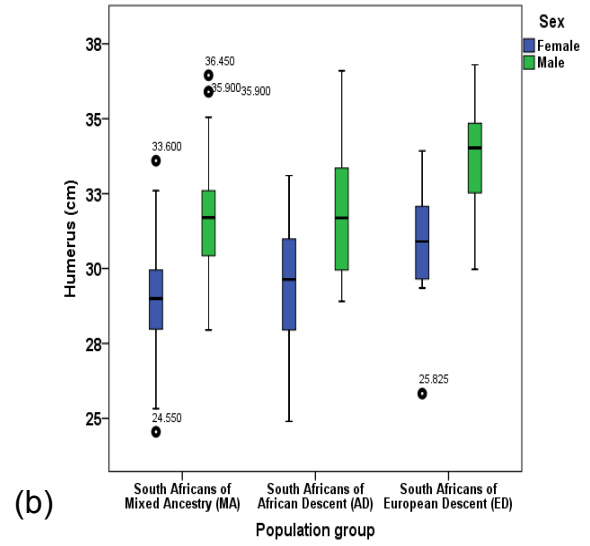 Sex
Female
Male
38
35
33
30
28
25
Humerus (cm)
36.450
35.900 35.900
33.600
24.550
25.825
South Africans of
Mixed Ancestry (MA)
South Africans of
African Descent (AD)
South Africans of
European Descent (ED)
Population group
(b)